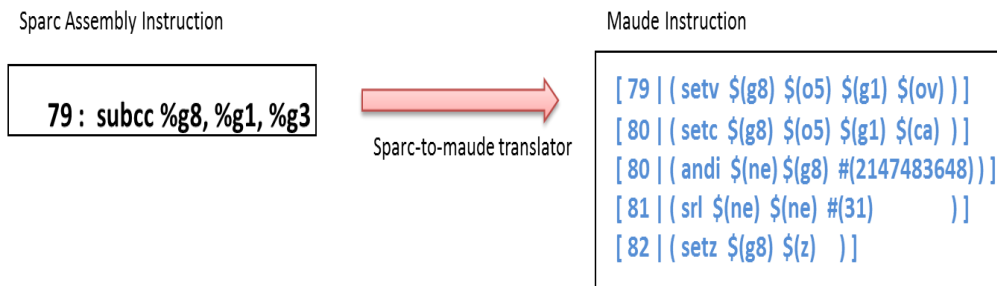 Sparc Assembly Instruction
Maude Instruction
79 : subcc %g8, %g1, %g3
Sparc-to-maude translator
[ 79 | ( setv $(g8) $(o5) $(g1) $(ov) ) ]
[ 80 | ( setc $(g8) $(o5) $(g1) $(ca) ) ]
[ 80 | ( andi $(ne) $(g8) #(2147483648) ) ]
[ 81 | ( srl $(ne) $(ne) #(31) ) ]
[ 82 | ( setz $(g8) $(z) ) ]